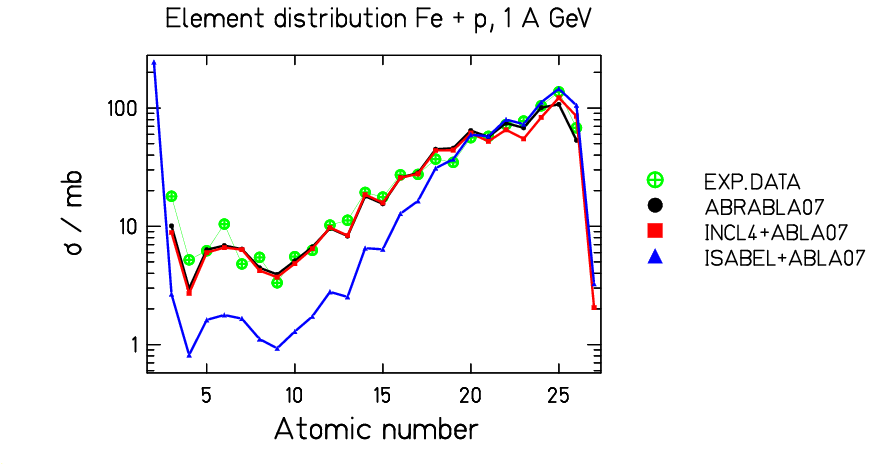 Element distribution Fe + p, 1 A GeV
100
10
1
σ / mb
5 10 15 20 25
Atomic number
EXP.DATA
ABRABLA07
INCL4+ABLA07
ISABEL+ABLA07